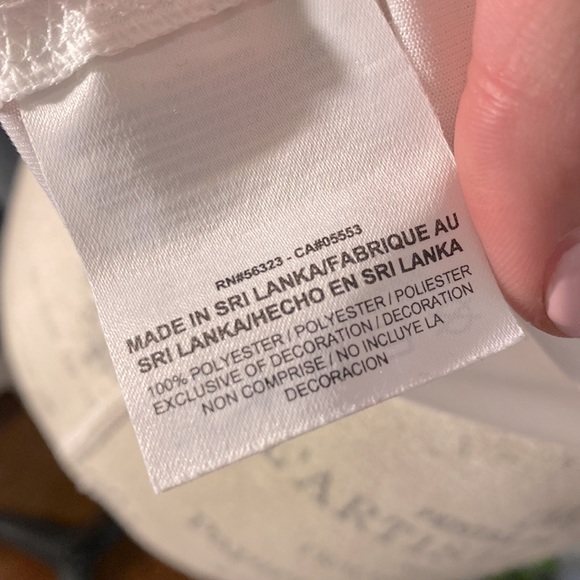 RN#56323 - CA#05553
MADE IN SRI LANKA/FABRIQUE AU
SRI LANKA/HECHO EN SRI LANKA
100% POLYESTER / POLYESTER / POLIESTER
EXCLUSIVE OF DECORATION / DECORATION
NON COMPRISE / NO INCLUYE LA
DECORACION
L'ARTIS